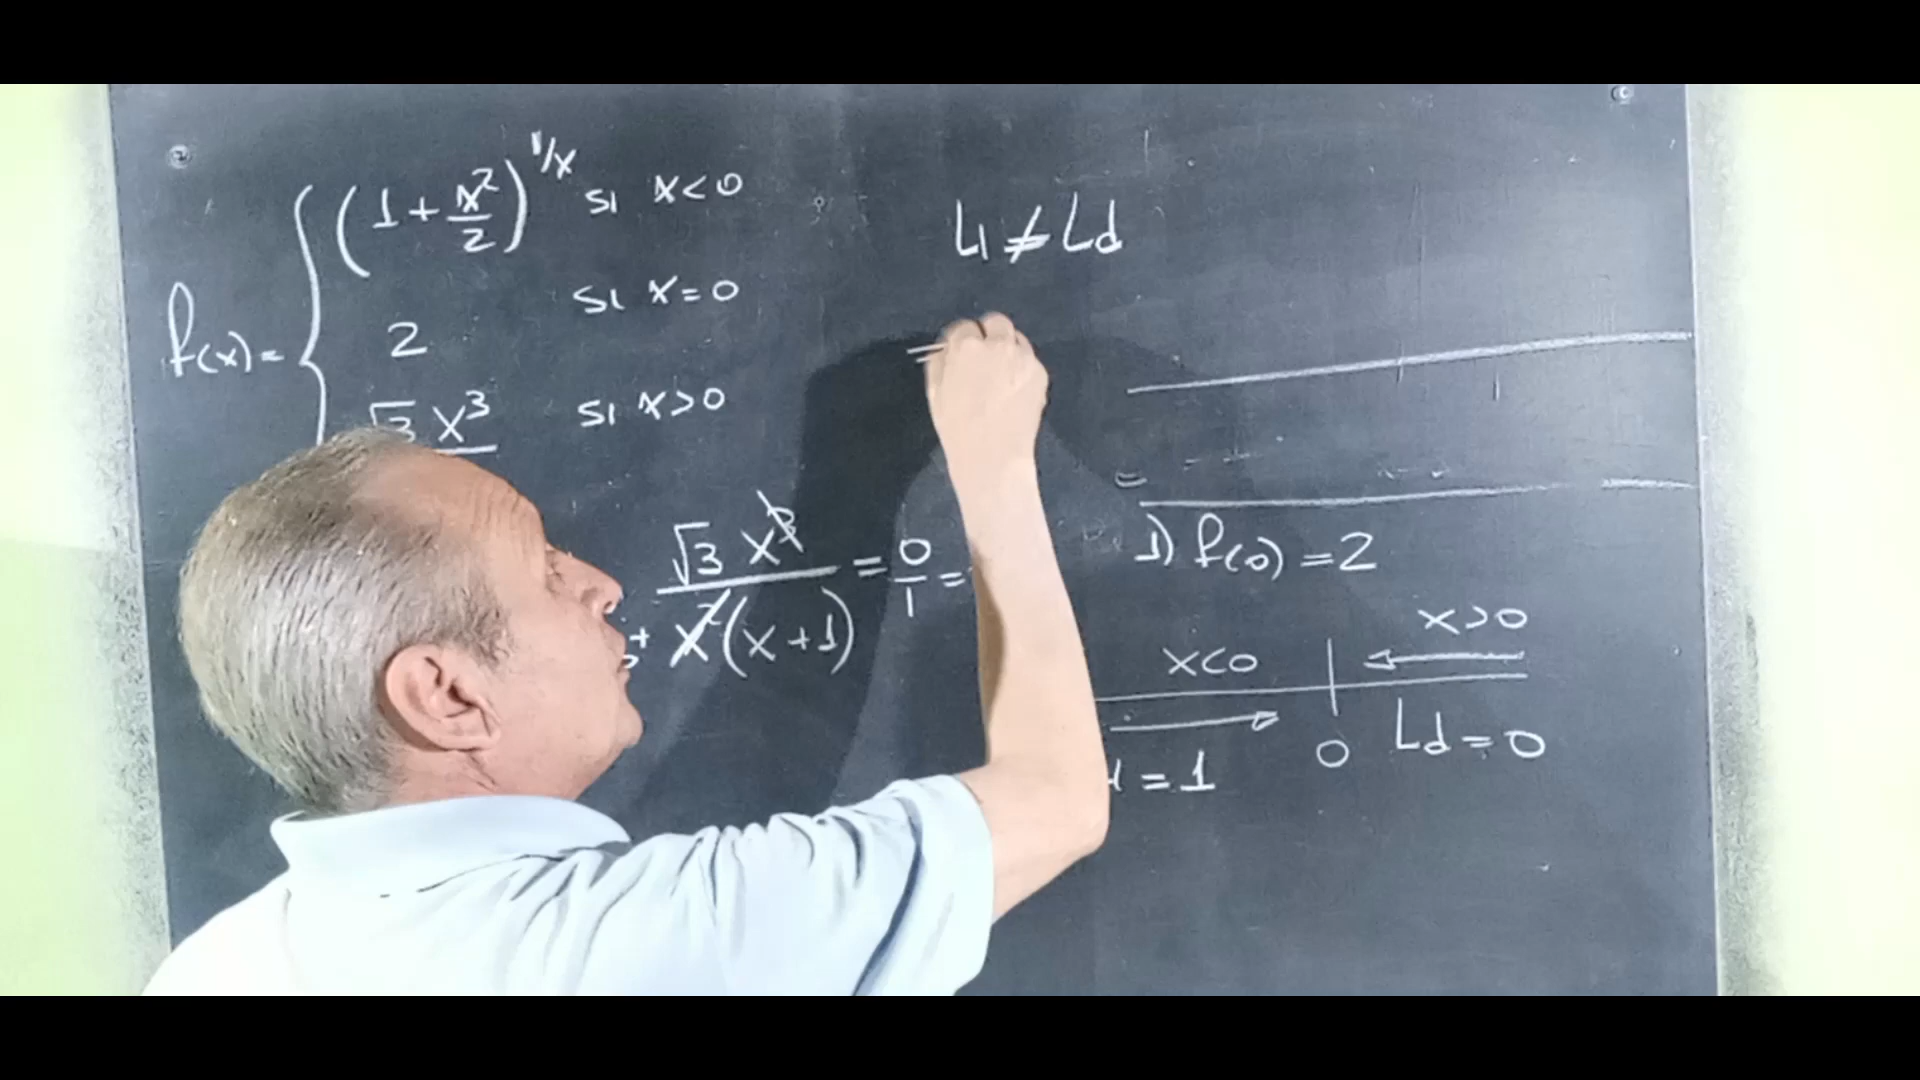 f(x) = { (1 + x²/2)^1/x si x<0
2 si x=0
√3 x³ si x>0
Li ≠ Ld
√3 x³ / x²(x+1) = 0/1 =
1) f(0) = 2
x>0
x<0
0
Ld = 0
= 1